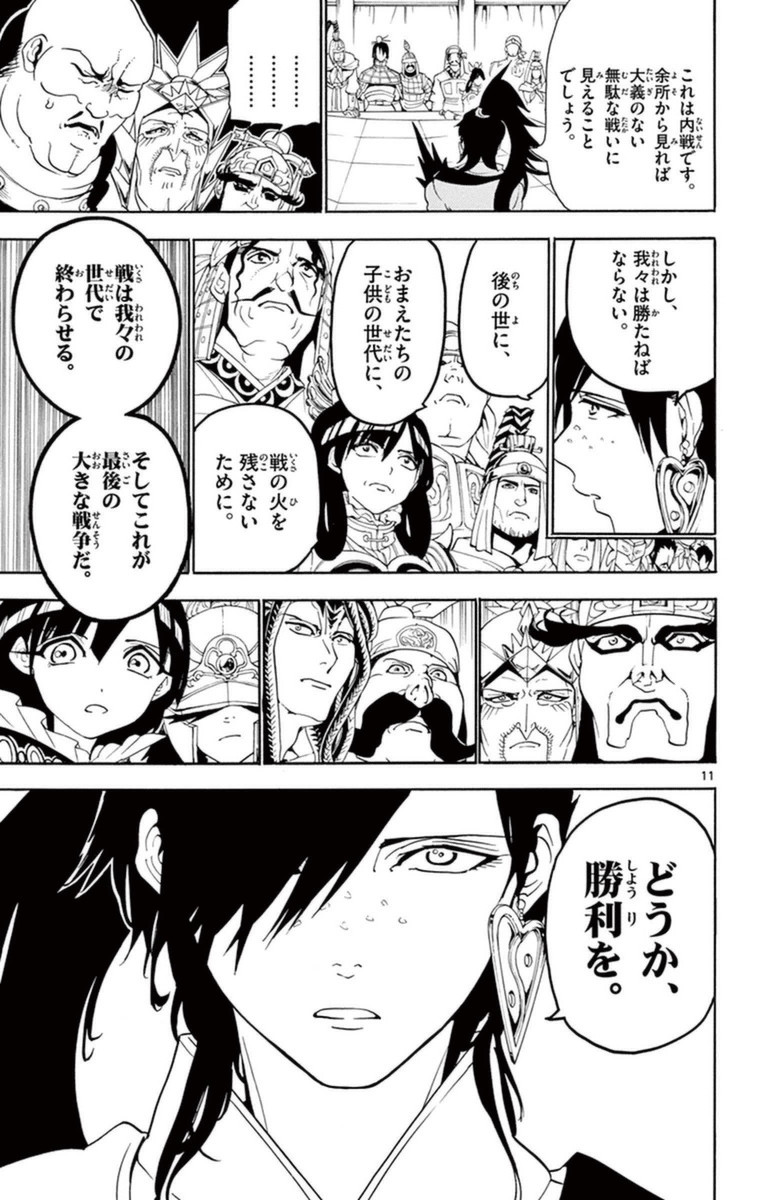 これは内戦です。
余所から見れば
大義のない
無駄な戦いに
見えること
でしょう。
………
………
しかし、
我々は勝たねば
ならない。
後の世に、
おまえたちの
子供の世代に、
戦の火を
残さない
ために。
戦は我々の
世代で
終わらせる。
そしてこれが
最後の
大きな戦争だ。
11
どうか、
勝利を。